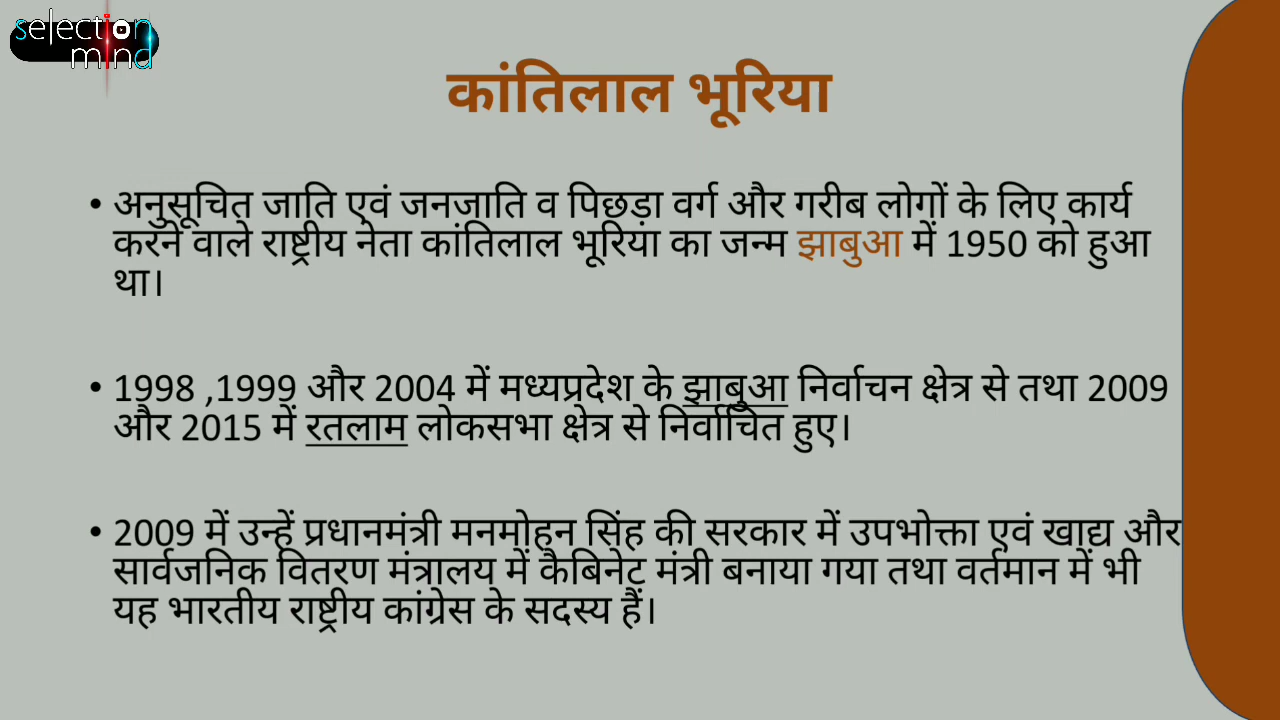 selection
mind
कांतिलाल भूरिया
• अनुसूचित जाति एवं जनजाति व पिछड़ा वर्ग और गरीब लोगों के लिए कार्य
करने वाले राष्ट्रीय नेता कांतिलाल भूरिया का जन्म झाबुआ में 1950 को हुआ
था।
• 1998 ,1999 और 2004 में मध्यप्रदेश के झाबुआ निर्वाचन क्षेत्र से तथा 2009
और 2015 में रतलाम लोकसभा क्षेत्र से निर्वाचित हुए।
• 2009 में उन्हें प्रधानमंत्री मनमोहन सिंह की सरकार में उपभोक्ता एवं खाद्य और
सार्वजनिक वितरण मंत्रालय में कैबिनेट मंत्री बनाया गया तथा वर्तमान में भी
यह भारतीय राष्ट्रीय कांग्रेस के सदस्य हैं।